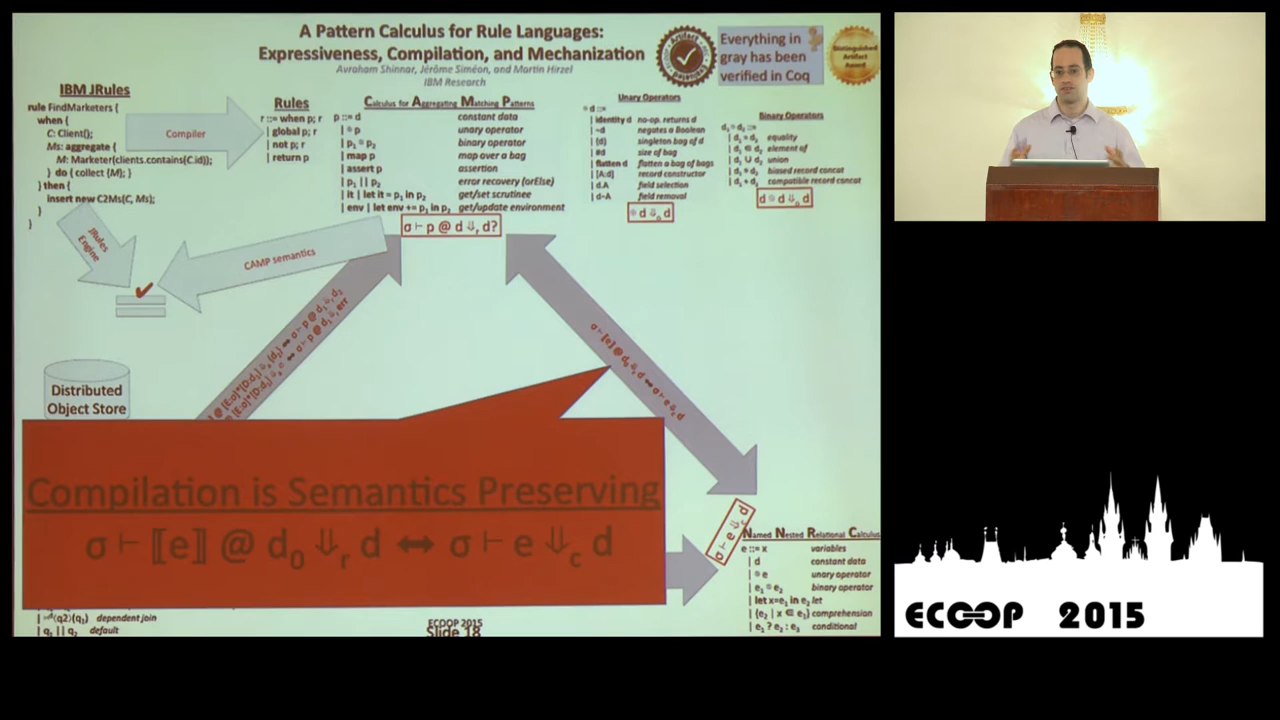 A Pattern Calculus for Rule Languages:
Expressiveness, Compilation, and Mechanization
Avraham Shinnar, Jérôme Siméon, and Martin Hirzel
IBM Research
Everything in
gray has been
verified in Coq
Distinguished
Artifact
Award
IBM JRules
rule FindMarketers {
when {
C: Client();
Ms: aggregate {
M: Marketer(clients.contains(C.id));
} do { collect {M}; }
} then {
insert new C2Ms(C, Ms);
}
}
Compiler
Rules
r ::= when p; r
| global p; r
| not p; r
| return p
Calculus for Aggregating Matching Patterns
p ::= d constant data
| ⊛ p unary operator
| p₁ ⊚ p₂ binary operator
| map p map over a bag
| assert p assertion
| p₁ || p₂ error recovery (orElse)
| it | let it = p₁ in p₂ get/set scrutinee
| env | let env += p₁ in p₂ get/update environment
σ ⊢ p @ d ⇓r d?
Unary Operators
⊛ d ::=
| identity d no-op. returns d
| ¬d negates a Boolean
| {d} singleton bag of d
| #d size of bag
| flatten d flatten a bag of bags
| [A:d] record constructor
| d.A field selection
| d−A field removal
Binary Operators
| d₁ = d₂ equality
| d₁ ∈ d₂ element of
| d₁ ∪ d₂ union
| d₁ * d₂ biased record concat
| d₁ + d₂ compatible record concat
JRules
Engine
CAMP semantics
Distributed
Object Store
σ ⊢ ⟦e⟧ @ d₀ ⇓r d ↔ σ ⊢ e ⇓c d
Compilation is Semantics Preserving
σ ⊢ ⟦e⟧ @ d₀ ⇓r d ↔ σ ⊢ e ⇓c d
σ ⊢ e ⇓c d
Named Nested Relational Calculus
e ::= x variables
| d constant data
| ⊛ e unary operator
| e₁ ⊚ e₂ binary operator
| let x=e₁ in e₂ let
| {e₂ | x ∈ e₁} comprehension
| e₁ ? e₂ : e₃ conditional
dependent join
| q₁ || q₂ default
ECOOP 2015
Slide 18
ECOOP 2015